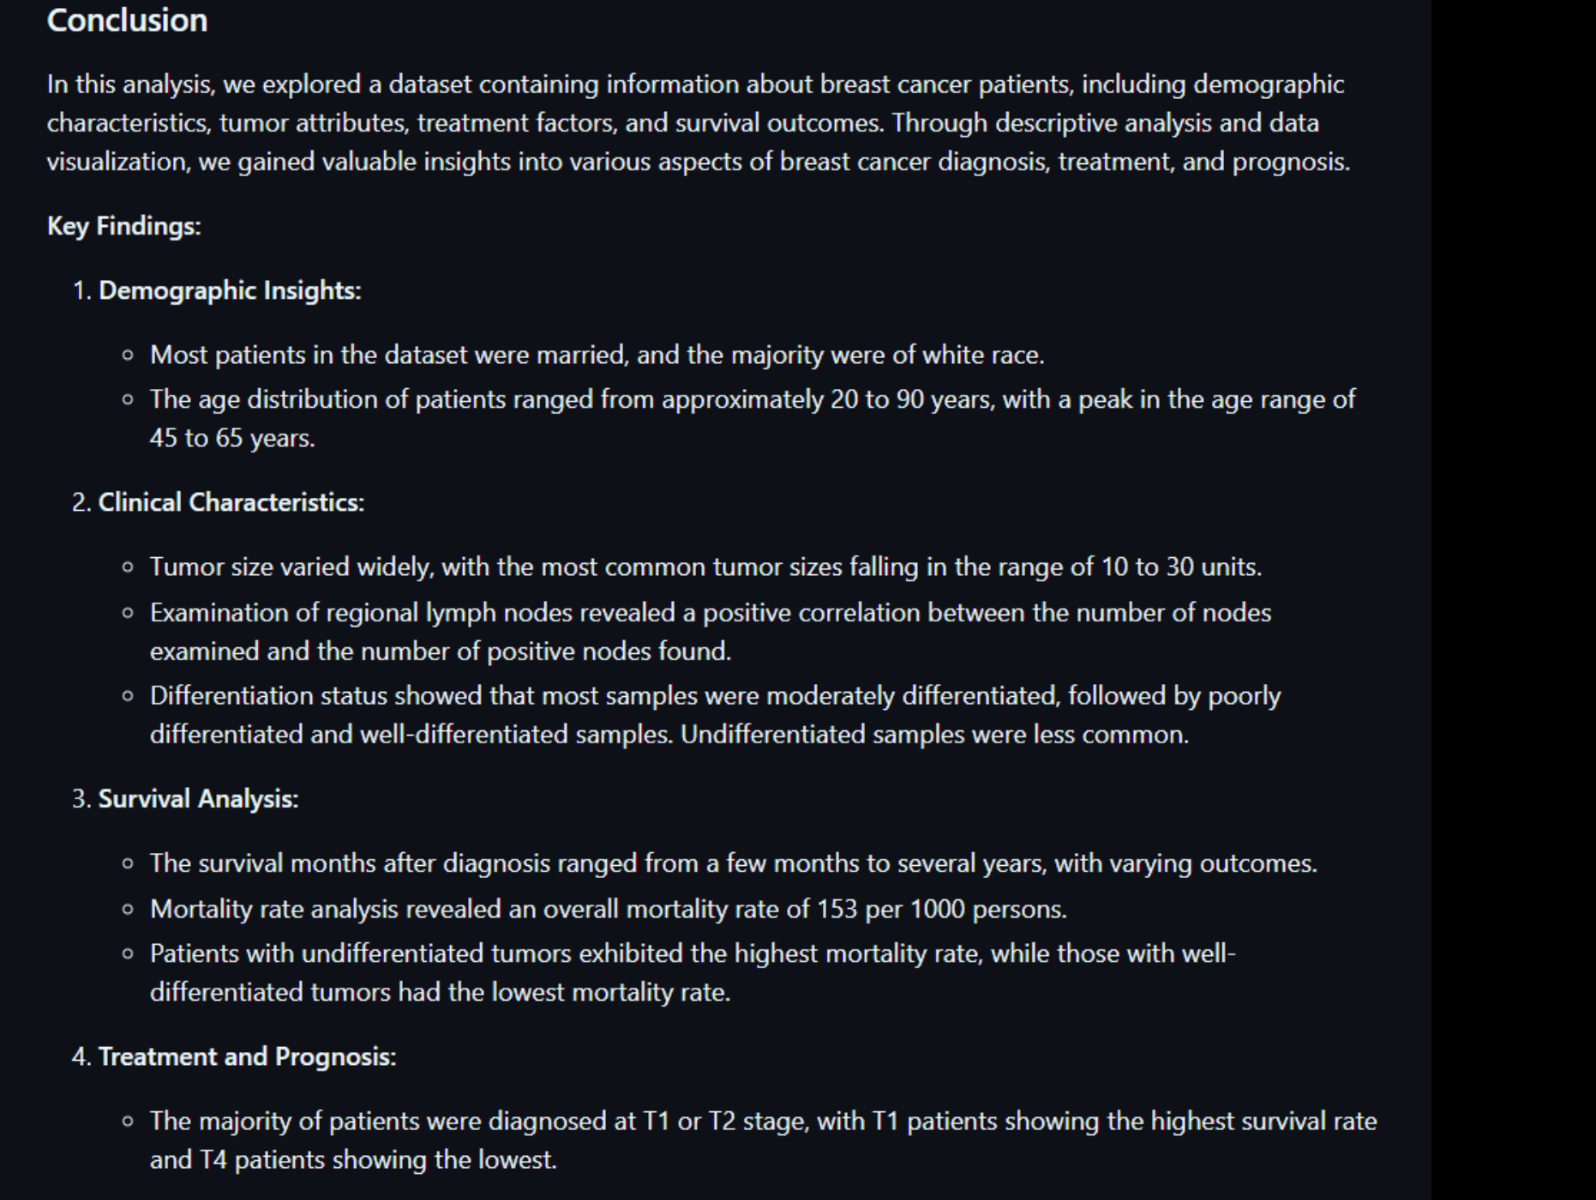 Conclusion
In this analysis, we explored a dataset containing information about breast cancer patients, including demographic
characteristics, tumor attributes, treatment factors, and survival outcomes. Through descriptive analysis and data
visualization, we gained valuable insights into various aspects of breast cancer diagnosis, treatment, and prognosis.
Key Findings:
1. Demographic Insights:
◦ Most patients in the dataset were married, and the majority were of white race.
◦ The age distribution of patients ranged from approximately 20 to 90 years, with a peak in the age range of
45 to 65 years.
2. Clinical Characteristics:
◦ Tumor size varied widely, with the most common tumor sizes falling in the range of 10 to 30 units.
◦ Examination of regional lymph nodes revealed a positive correlation between the number of nodes
examined and the number of positive nodes found.
◦ Differentiation status showed that most samples were moderately differentiated, followed by poorly
differentiated and well-differentiated samples. Undifferentiated samples were less common.
3. Survival Analysis:
◦ The survival months after diagnosis ranged from a few months to several years, with varying outcomes.
◦ Mortality rate analysis revealed an overall mortality rate of 153 per 1000 persons.
◦ Patients with undifferentiated tumors exhibited the highest mortality rate, while those with well-
differentiated tumors had the lowest mortality rate.
4. Treatment and Prognosis:
◦ The majority of patients were diagnosed at T1 or T2 stage, with T1 patients showing the highest survival rate
and T4 patients showing the lowest.